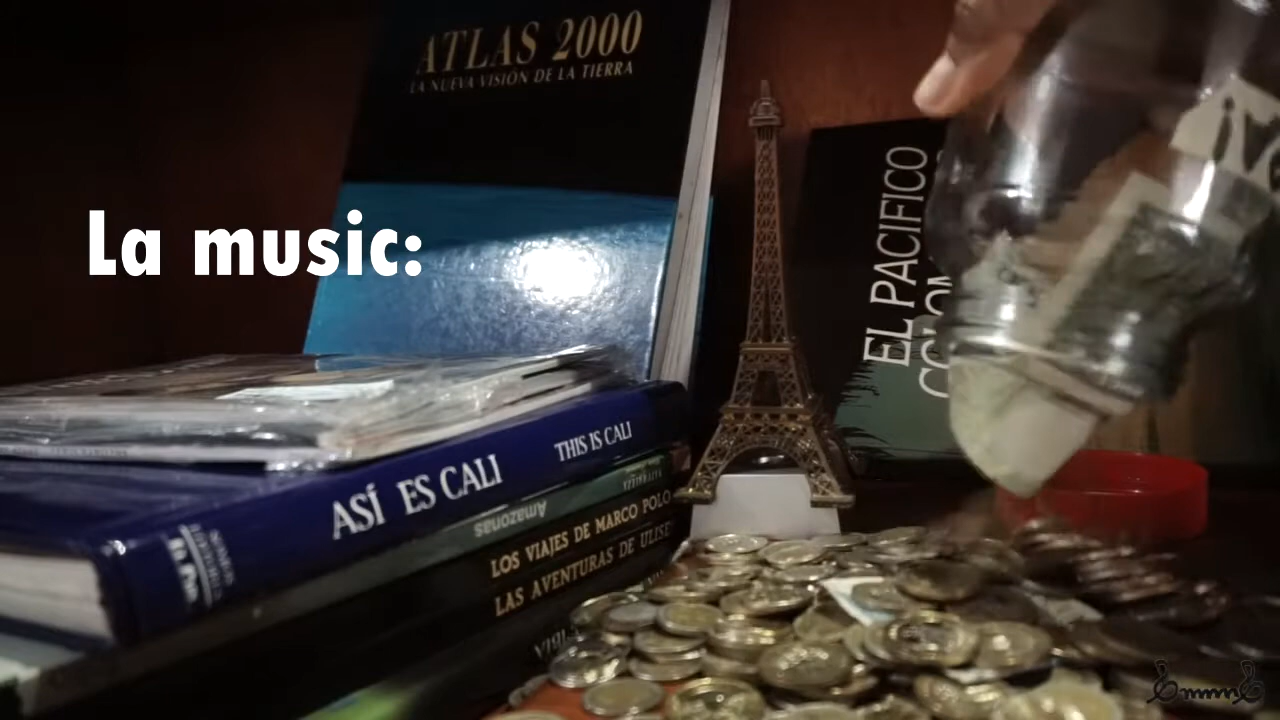 ATLAS 2000
LA NUEVA VISIÓN DE LA TIERRA
La music:
EL PACIFICO
ASÍ ES CALI
THIS IS CALI
Amazonas
LOS VIAJES DE MARCO POLO
LAS AVENTURAS DE ULISE